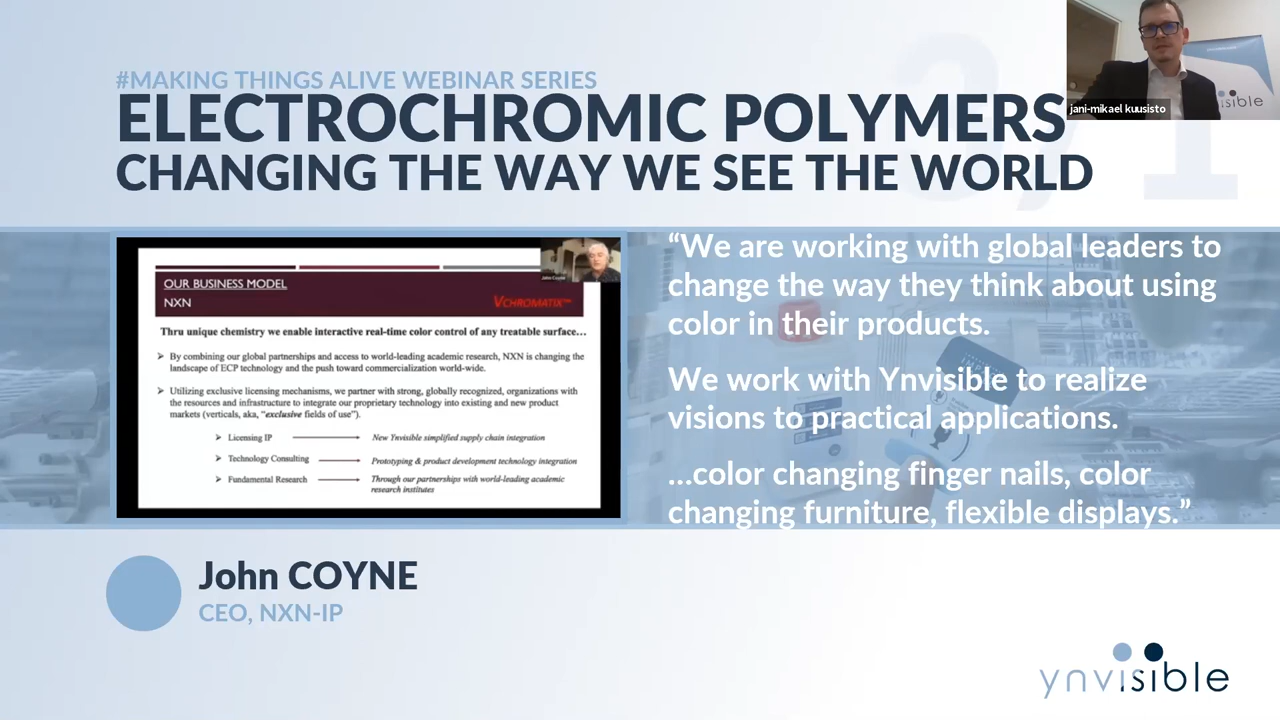 #MAKING THINGS ALIVE WEBINAR SERIES
ELECTROCHROMIC POLYMERS
CHANGING THE WAY WE SEE THE WORLD
jani-mikael kuusisto
OUR BUSINESS MODEL
NXN
VCHROMATIX™
John Coyne
Thru unique chemistry we enable interactive real-time color control of any treatable surface…
➢ By combining our global partnerships and access to world-leading academic research, NXN is changing the
landscape of ECP technology and the push toward commercialization world-wide.
➢ Utilizing exclusive licensing mechanisms, we partner with strong, globally recognized, organizations with
the resources and infrastructure to integrate our proprietary technology into existing and new product
markets (verticals, aka, “exclusive fields of use”).
➢ Licensing IP New Ynvisible simplified supply chain integration
➢ Technology Consulting Prototyping & product development technology integration
➢ Fundamental Research Through our partnerships with world-leading academic
research institutes
“We are working with global leaders to
change the way they think about using
color in their products.
We work with Ynvisible to realize
visions to practical applications.
…color changing finger nails, color
changing furniture, flexible displays.”
John COYNE
CEO, NXN-IP
ynvisible